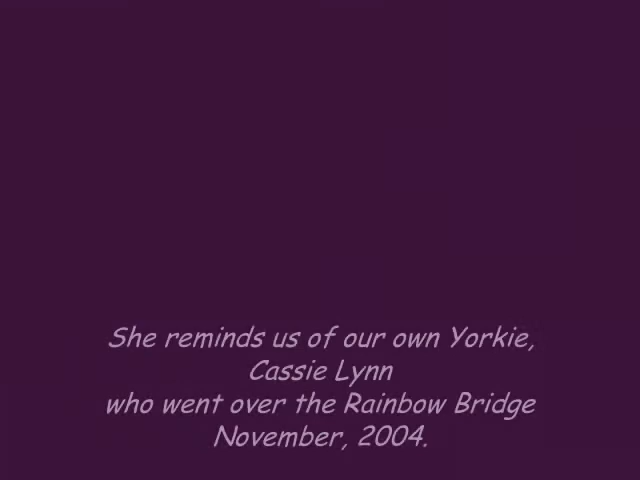 She reminds us of our own Yorkie,
Cassie Lynn
who went over the Rainbow Bridge
November, 2004.